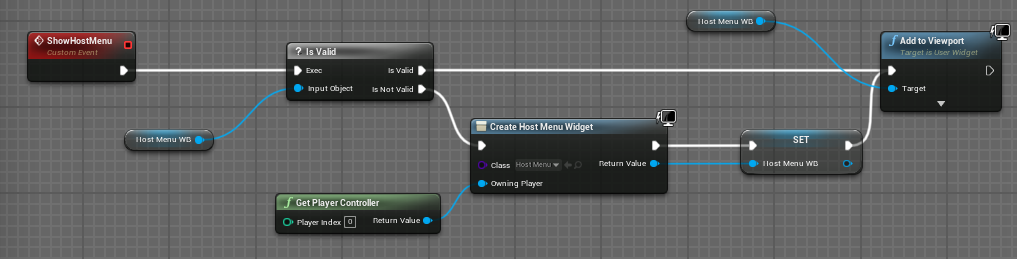 ShowHostMenu
Custom Event
Host Menu WB
? Is Valid
Exec
Is Valid
Input Object
Is Not Valid
Host Menu WB
f Add to Viewport
Target is User Widget
Target
Create Host Menu Widget
Class Host Menu
Return Value
Owning Player
SET
Host Menu WB
f Get Player Controller
Player Index 0
Return Value